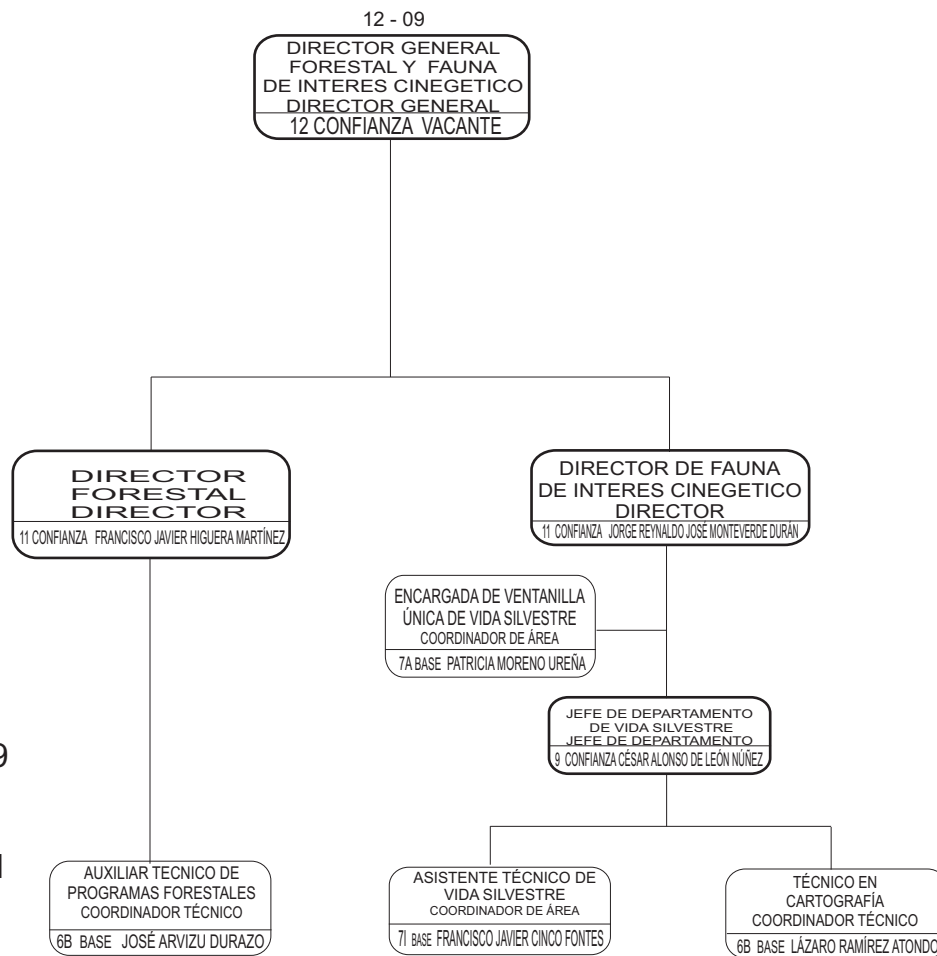 12 - 09
DIRECTOR GENERAL
FORESTAL Y FAUNA
DE INTERES CINEGETICO
DIRECTOR GENERAL
12 CONFIANZA VACANTE
DIRECTOR
FORESTAL
DIRECTOR
11 CONFIANZA FRANCISCO JAVIER HIGUERA MARTÍNEZ
DIRECTOR DE FAUNA
DE INTERES CINEGETICO
DIRECTOR
11 CONFIANZA JORGE REYNALDO JOSÉ MONTEVERDE DURÁN
ENCARGADA DE VENTANILLA
ÚNICA DE VIDA SILVESTRE
COORDINADOR DE ÁREA
7A BASE PATRICIA MORENO UREÑA
JEFE DE DEPARTAMENTO
DE VIDA SILVESTRE
JEFE DE DEPARTAMENTO
9 CONFIANZA CÉSAR ALONSO DE LEÓN NÚÑEZ
9
AUXILIAR TECNICO DE
PROGRAMAS FORESTALES
COORDINADOR TÉCNICO
6B BASE JOSÉ ARVIZU DURAZO
ASISTENTE TÉCNICO DE
VIDA SILVESTRE
COORDINADOR DE ÁREA
7I BASE FRANCISCO JAVIER CINCO FONTES
TÉCNICO EN
CARTOGRAFÍA
COORDINADOR TÉCNICO
6B BASE LÁZARO RAMÍREZ ATONDO